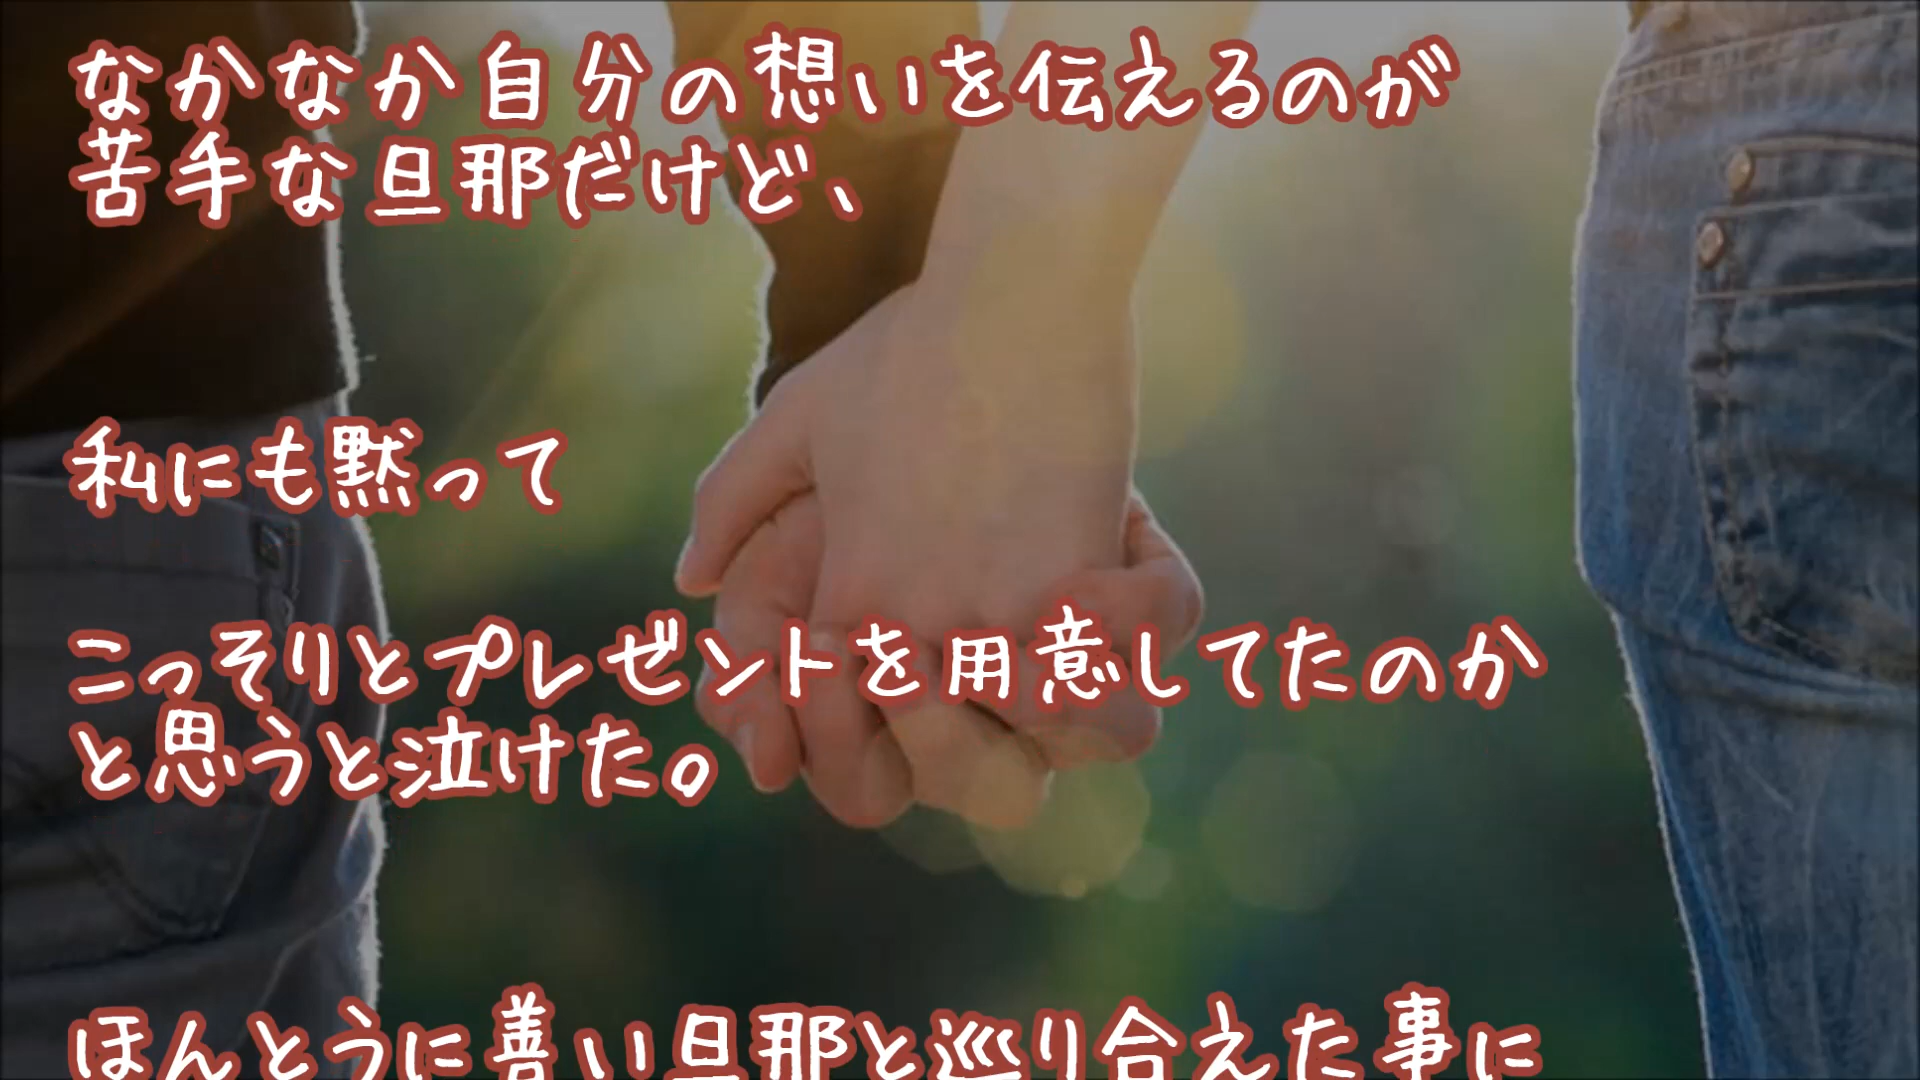 なかなか自分の想いを伝えるのが
苦手な旦那だけど、
私にも黙って
こっそりとプレゼントを用意してたのか
と思うと泣けた。
ほんとうに善い旦那と巡り合えた事に